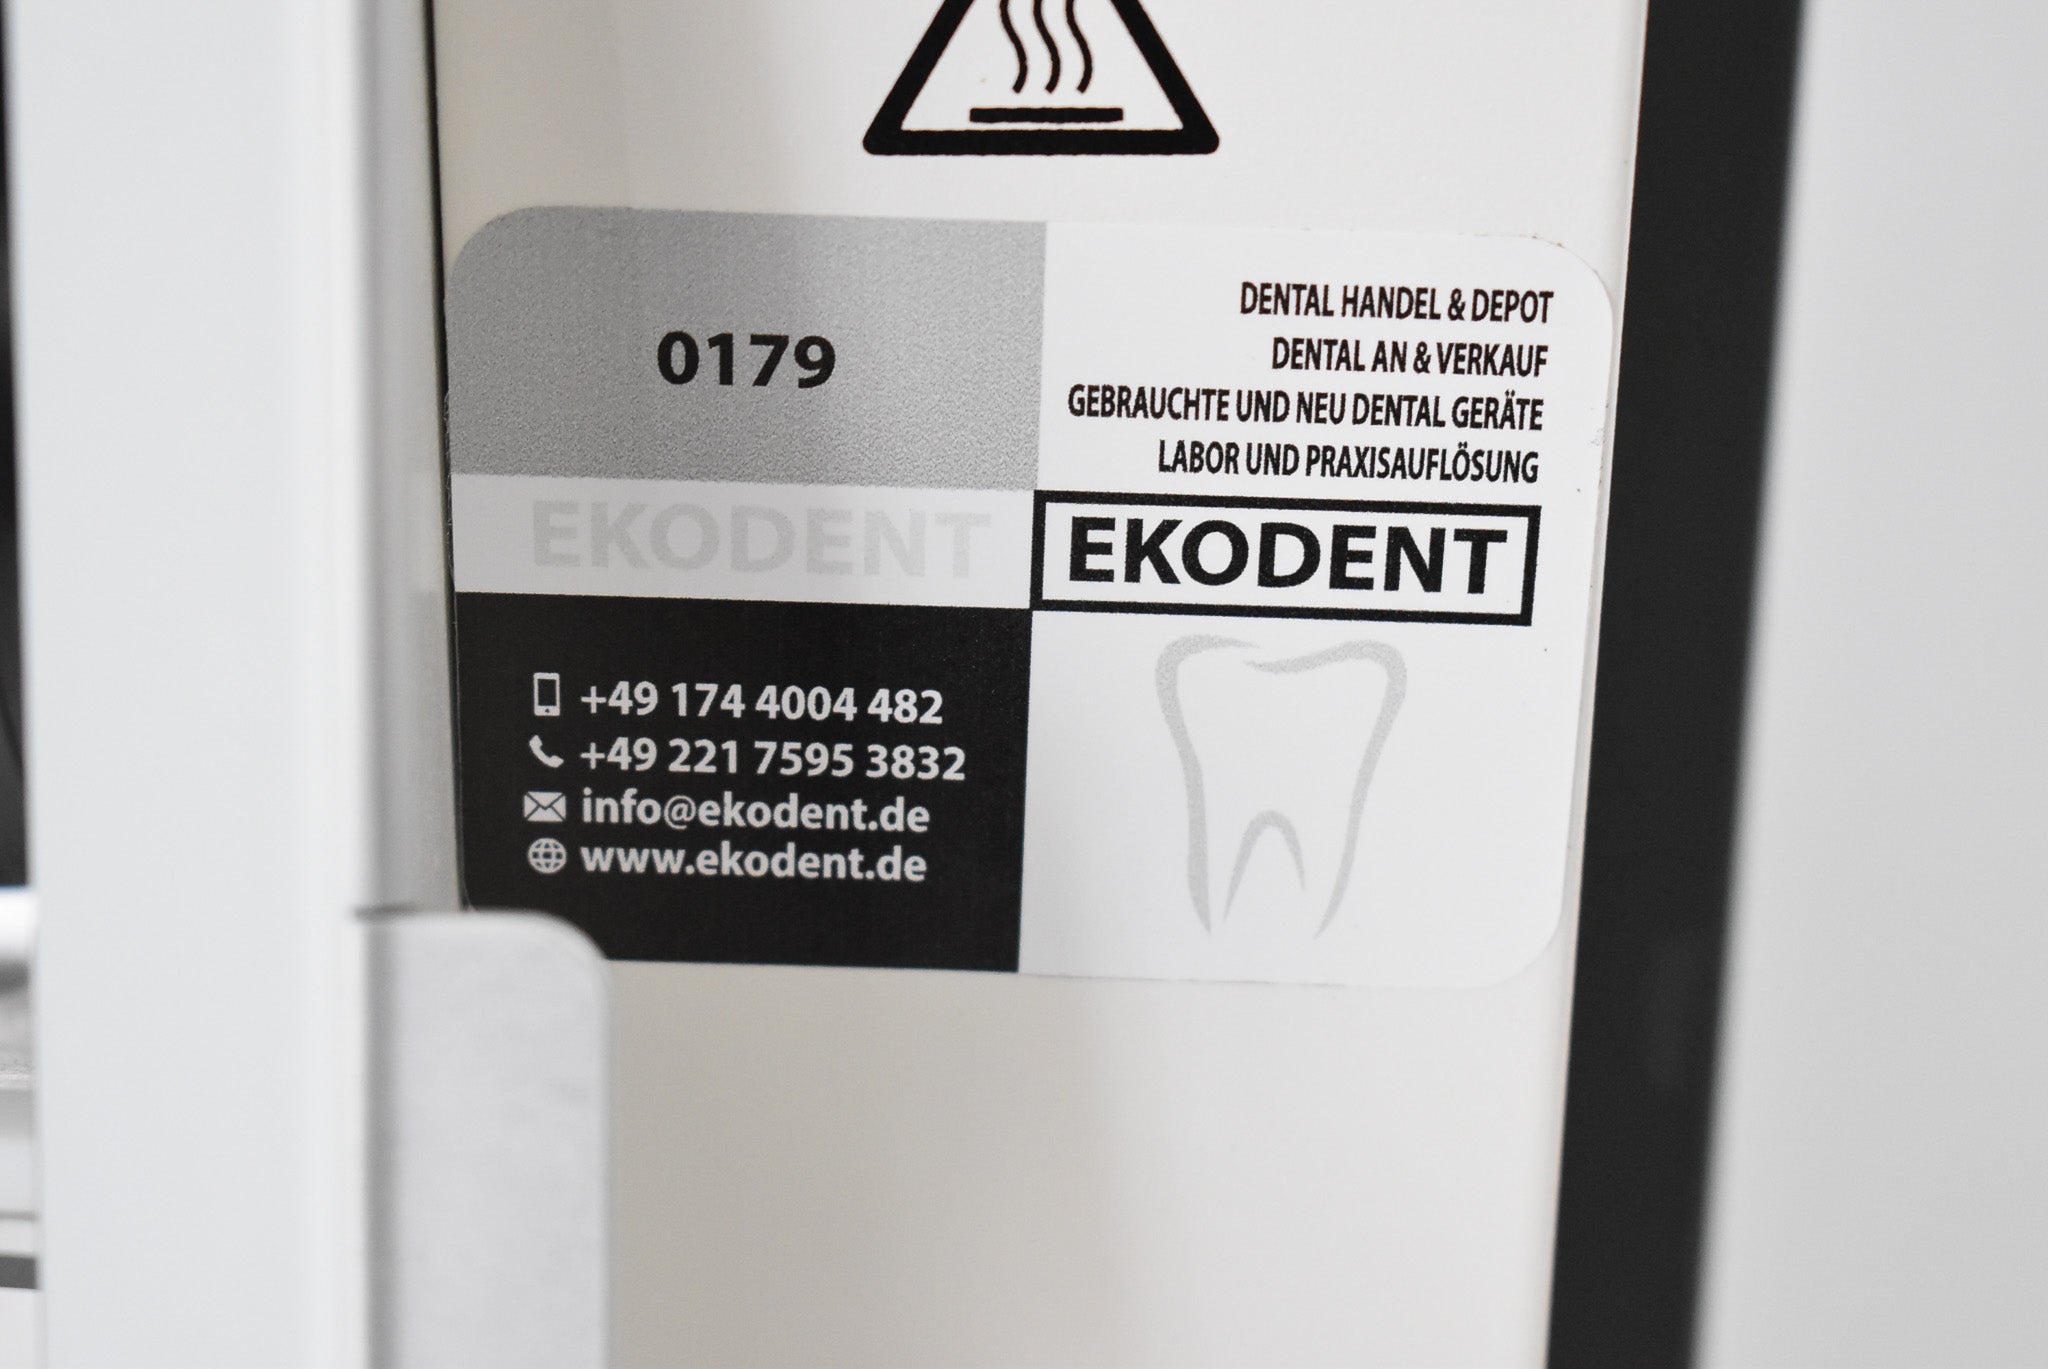 0179
DENTAL HANDEL & DEPOT
DENTAL AN & VERKAUF
GEBRAUCHTE UND NEU DENTAL GERÄTE
LABOR UND PRAXISAUFLÖSUNG
EKODENT
EKODENT
+49 174 4004 482
+49 221 7595 3832
info@ekodent.de
www.ekodent.de